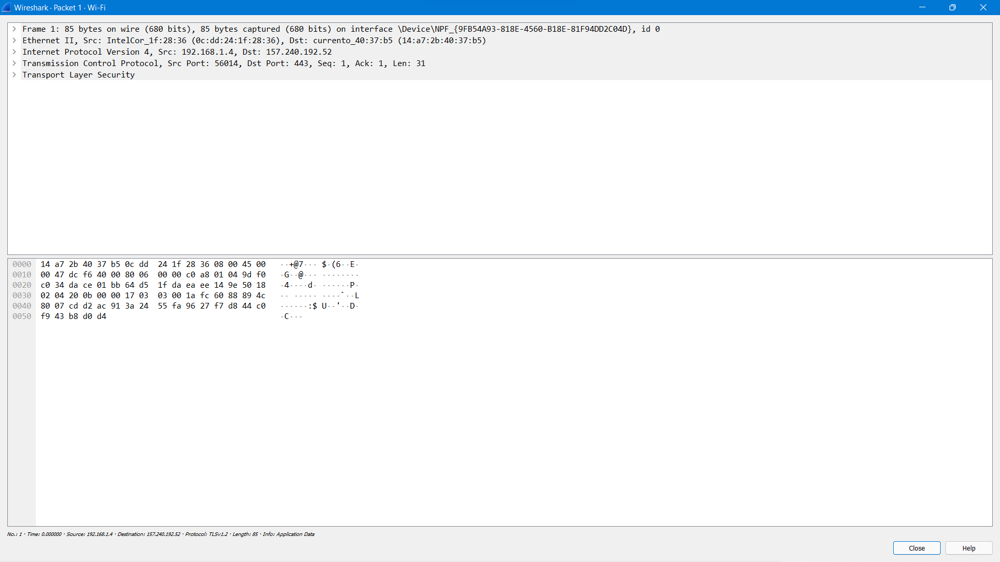 Wireshark · Packet 1 · Wi-Fi
Frame 1: 85 bytes on wire (680 bits), 85 bytes captured (680 bits) on interface \Device\NPF_{9FB54A93-818E-4560-B18E-81F94DD2C04D}, id 0
Ethernet II, Src: IntelCor_1f:28:36 (0c:dd:24:1f:28:36), Dst: currento_40:37:b5 (14:a7:2b:40:37:b5)
Internet Protocol Version 4, Src: 192.168.1.4, Dst: 157.240.192.52
Transmission Control Protocol, Src Port: 56014, Dst Port: 443, Seq: 1, Ack: 1, Len: 31
Transport Layer Security
0000 14 a7 2b 40 37 b5 0c dd 24 1f 28 36 08 00 45 00 ··+@7··· $·(6··E·
0010 00 47 dc f6 40 00 80 06 00 00 c0 a8 01 04 9d f0 ·G··@··· ········
0020 c0 34 da ce 01 bb 64 d5 1f da ea ee 14 9e 50 18 ·4····d· ······P·
0030 02 04 20 0b 00 00 17 03 03 00 1a fc 60 88 89 4c ·· ····· ····`··L
0040 80 07 cd d2 ac 91 3a 24 55 fa 96 27 f7 d8 44 c0 ······:$ U··'··D·
0050 f9 43 b8 d0 d4 ·C···
No.: 1 · Time: 0.000000 · Source: 192.168.1.4 · Destination: 157.240.192.52 · Protocol: TLSv1.2 · Length: 85 · Info: Application Data
Close Help